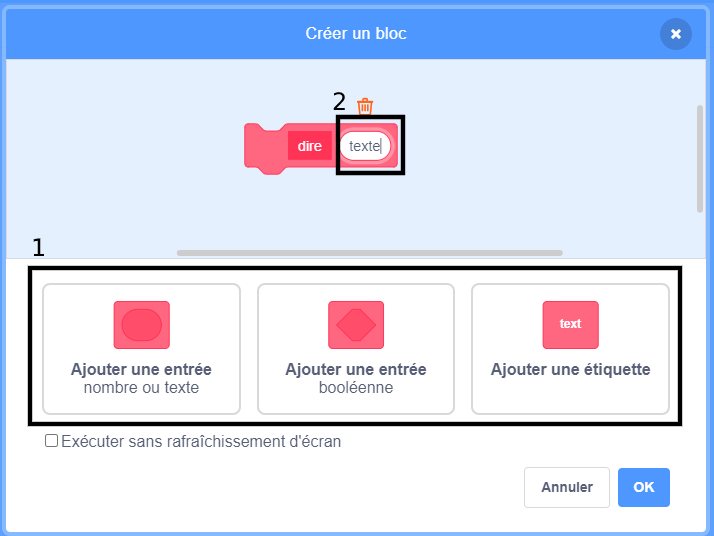 Créer un bloc
2
dire texte
1
text
Ajouter une entrée
nombre ou texte
Ajouter une entrée
booléenne
Ajouter une étiquette
Exécuter sans rafraîchissement d'écran
Annuler OK